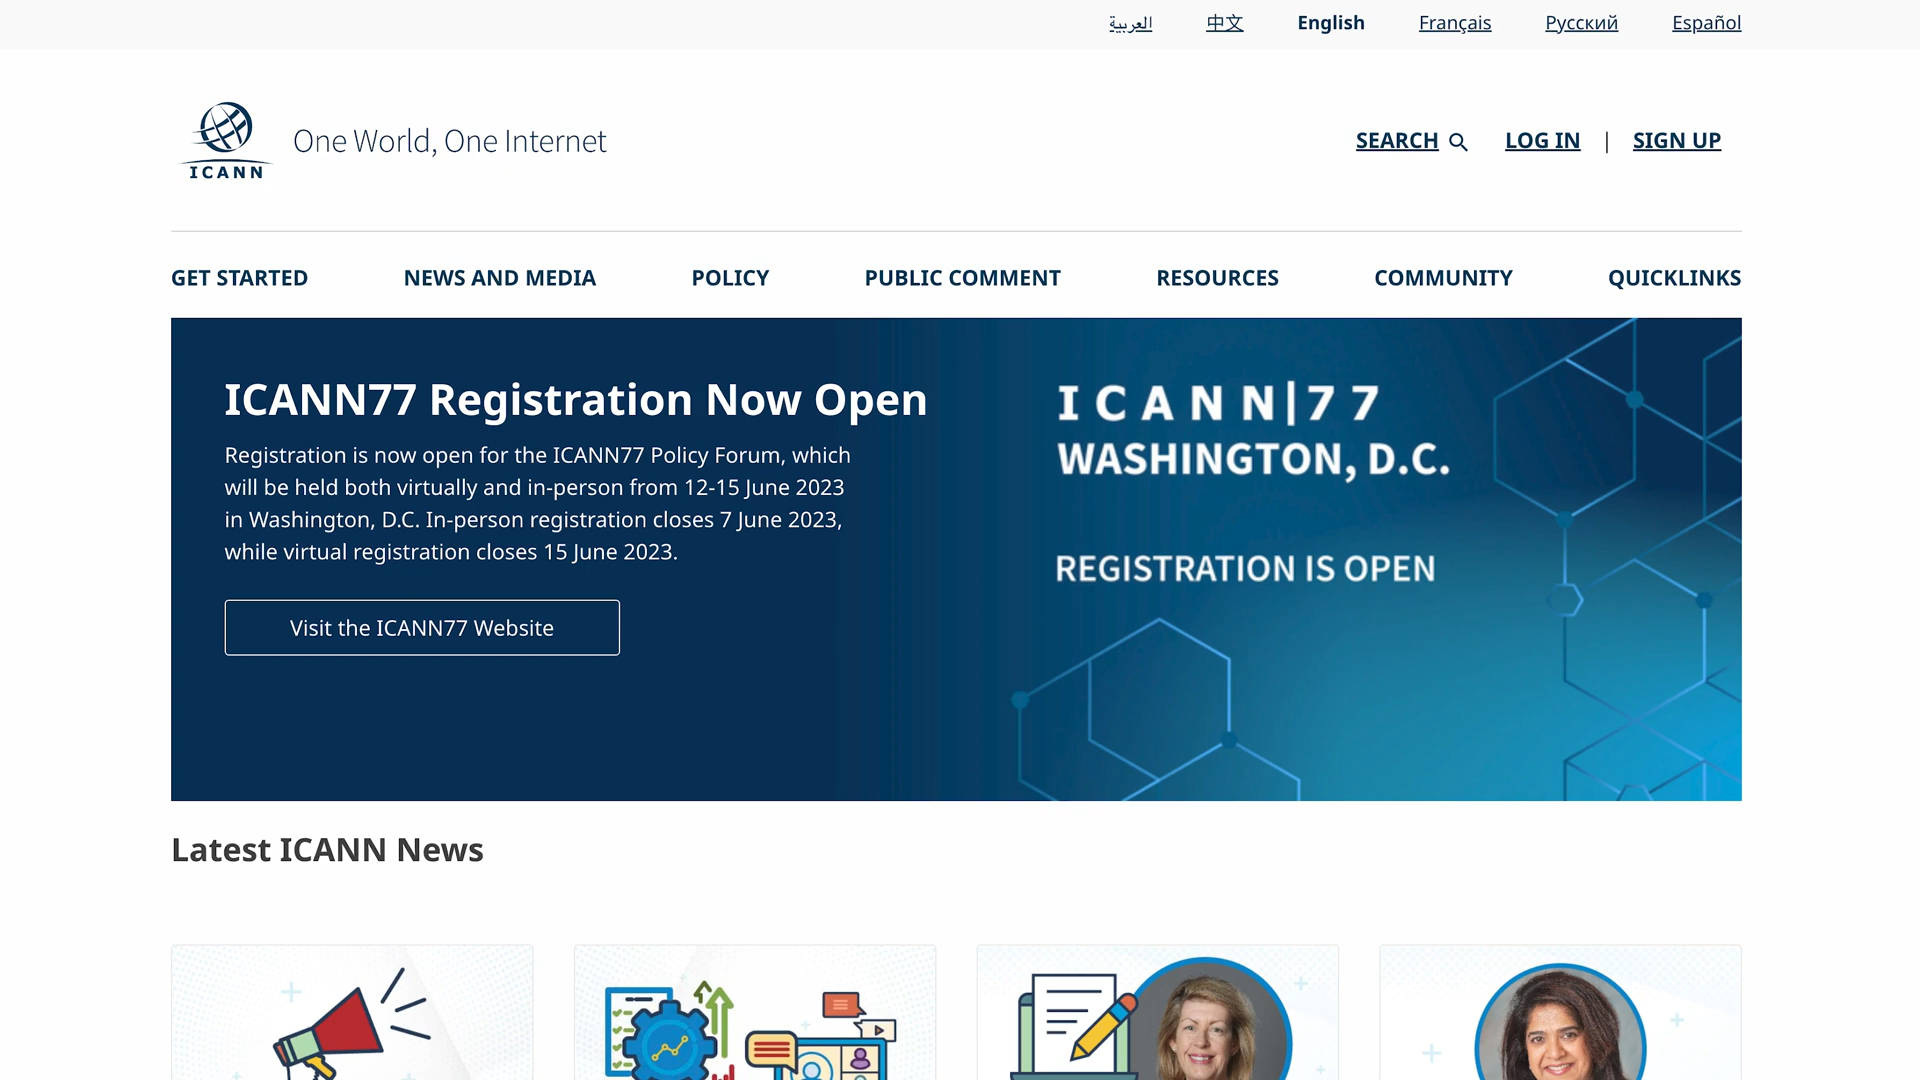 العربية
中文
English
Français
Русский
Español
ICANN
One World, One Internet
SEARCH
LOG IN | SIGN UP
GET STARTED
NEWS AND MEDIA
POLICY
PUBLIC COMMENT
RESOURCES
COMMUNITY
QUICKLINKS
ICANN77 Registration Now Open
Registration is now open for the ICANN77 Policy Forum, which
will be held both virtually and in-person from 12-15 June 2023
in Washington, D.C. In-person registration closes 7 June 2023,
while virtual registration closes 15 June 2023.
Visit the ICANN77 Website
ICANN|77
WASHINGTON, D.C.
REGISTRATION IS OPEN
Latest ICANN News